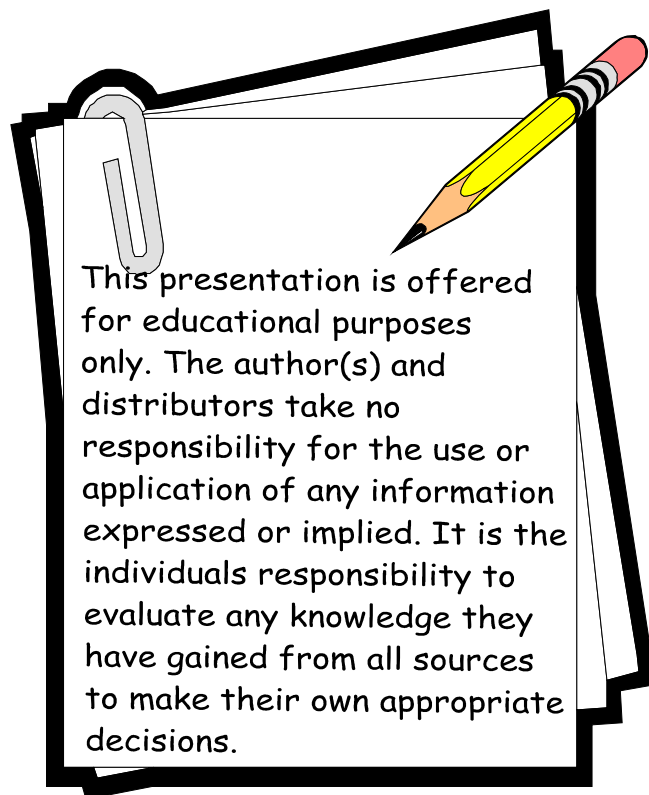 This presentation is offered
for educational purposes
only. The author(s) and
distributors take no
responsibility for the use or
application of any information
expressed or implied. It is the
individuals responsibility to
evaluate any knowledge they
have gained from all sources
to make their own appropriate
decisions.